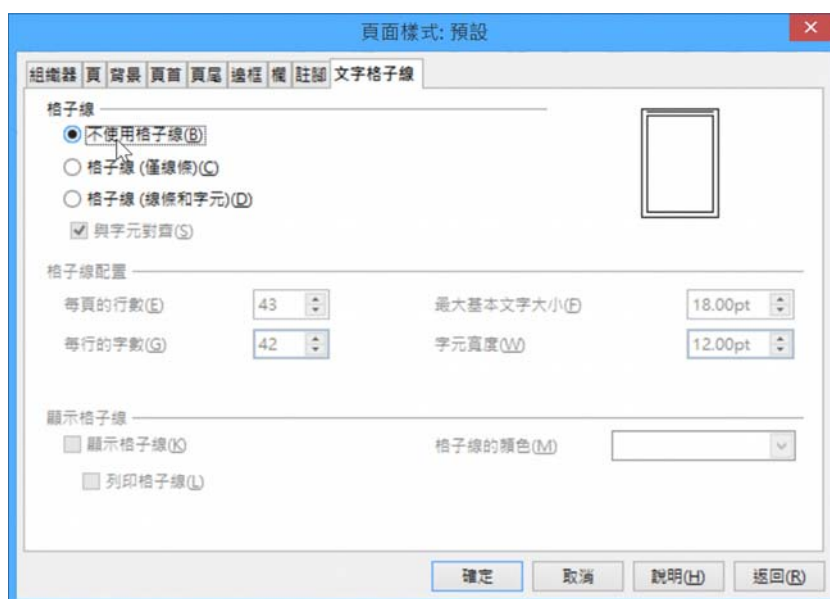 頁面樣式: 預設
組織器 頁 背景 頁首 頁尾 邊框 欄 註腳 文字格子線
格子線
不使用格子線(B)
格子線 (僅線條)(C)
格子線 (線條和字元)(D)
與字元對齊(S)
格子線配置
每頁的行數(E) 43 最大基本文字大小(F) 18.00pt
每行的字數(G) 42 字元寬度(W) 12.00pt
顯示格子線
顯示格子線(K) 格子線的顏色(M)
列印格子線(L)
確定 取消 說明(H) 返回(R)